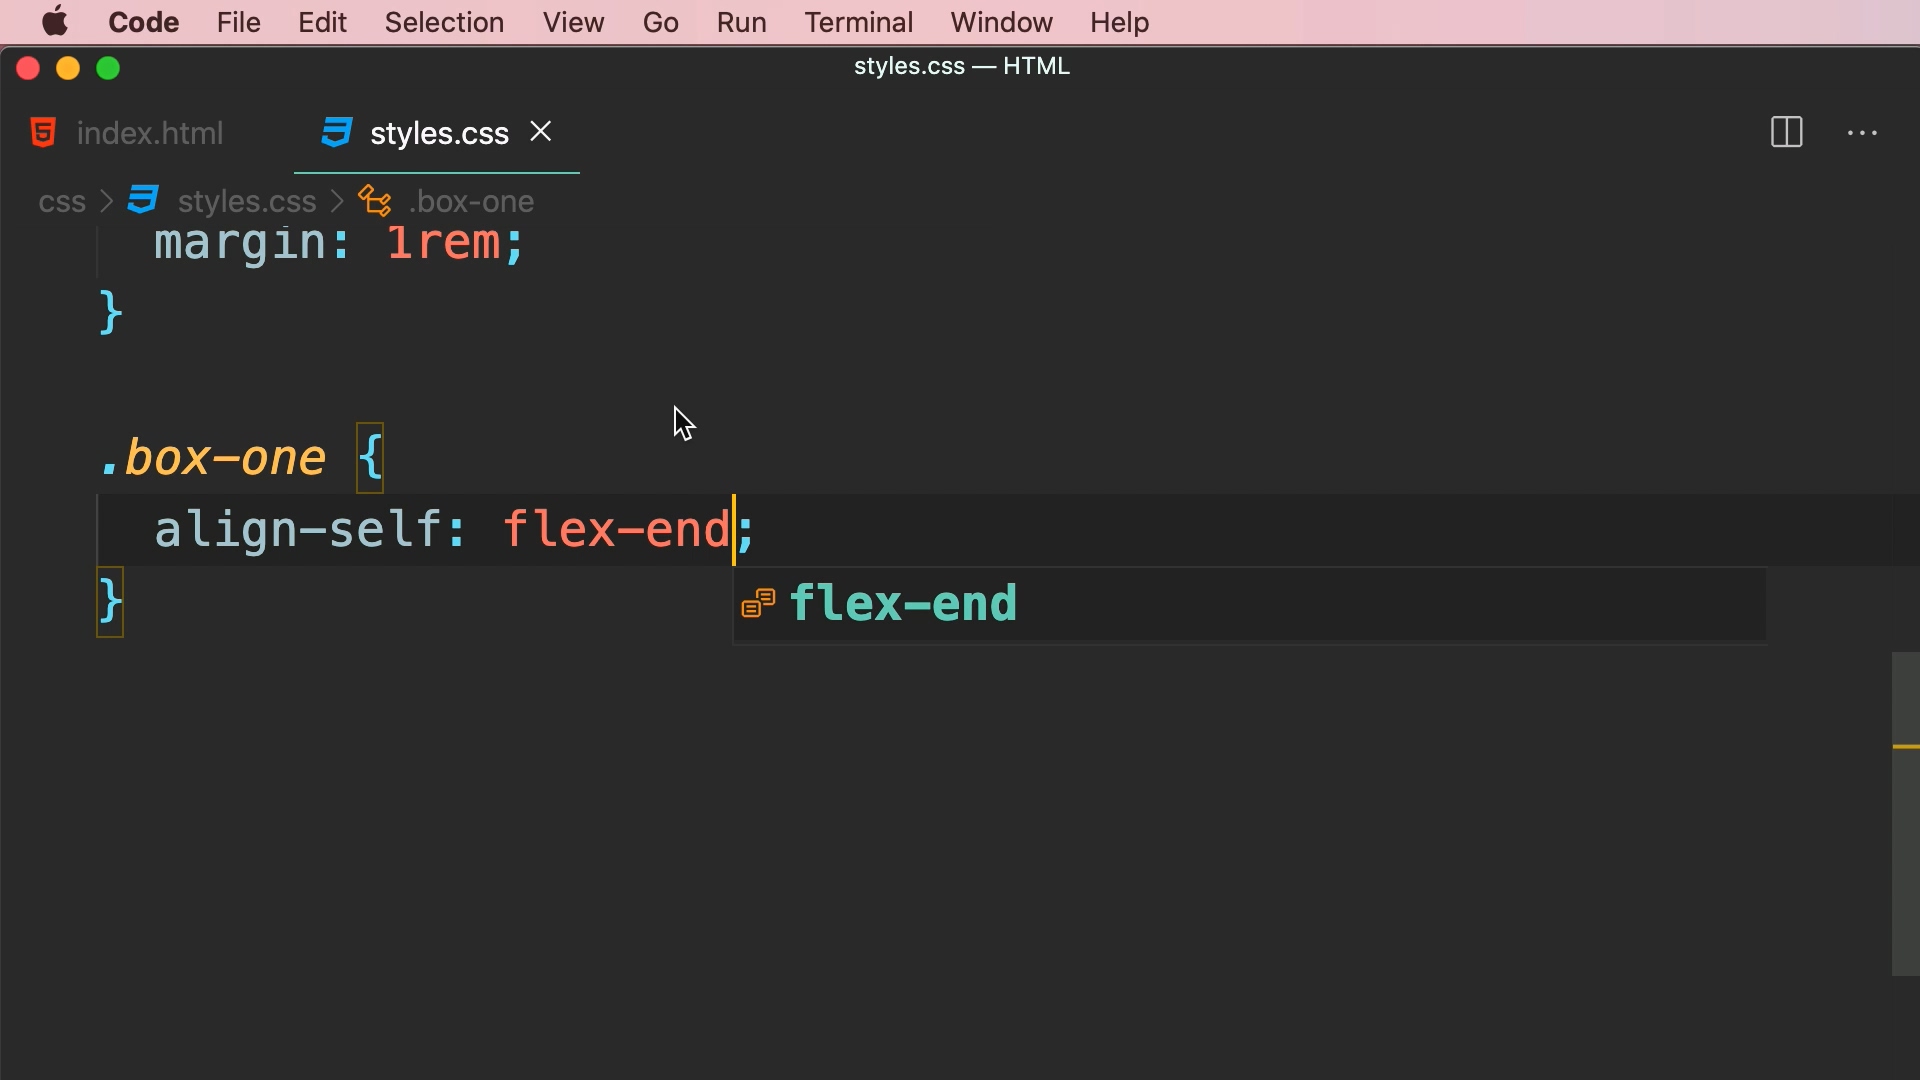 Code File Edit Selection View Go Run Terminal Window Help
styles.css — HTML
index.html styles.css
css > styles.css > .box-one
margin: 1rem;
}
.box-one {
align-self: flex-end;
flex-end
}